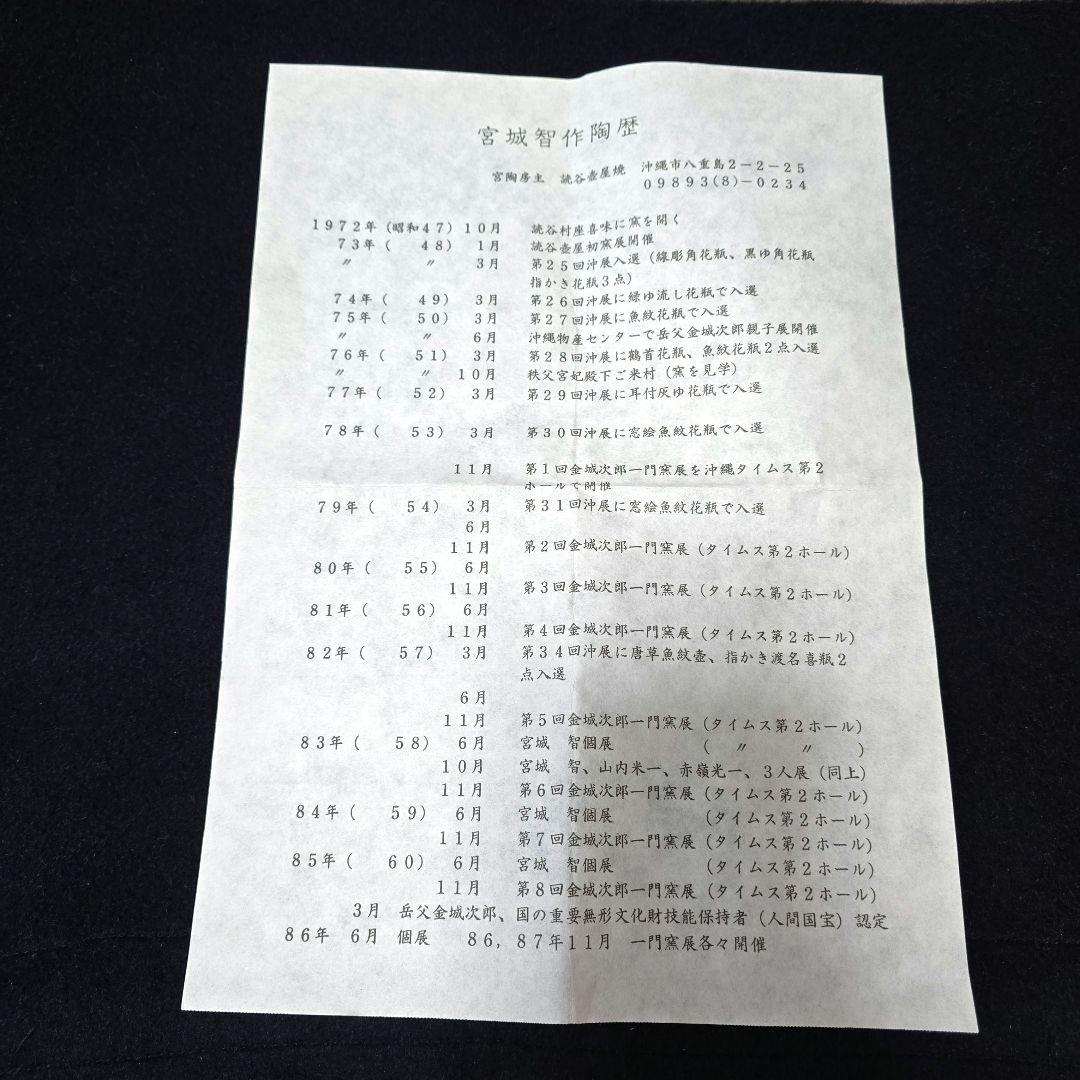 宮城智作陶歴
宮陶房主 読谷壺屋焼 沖縄市八重島2-2-25
09893(8)-0234
1972年(昭和47)10月 読谷村座喜味に窯を開く
73年( 48) 1月 読谷壺屋初窯展開催
〃 〃 3月 第25回沖展入選(線彫角花瓶、黒ゆ角花瓶
指かき花瓶3点)
74年( 49) 3月 第26回沖展に緑ゆ流し花瓶で入選
75年( 50) 3月 第27回沖展に魚紋花瓶で入選
〃 〃 6月 沖縄物産センターで岳父金城次郎親子展開催
76年( 51) 3月 第28回沖展に鶴首花瓶、魚紋花瓶2点入選
〃 〃 10月 秩父宮妃殿下ご来村(窯を見学)
77年( 52) 3月 第29回沖展に耳付灰ゆ花瓶で入選
78年( 53) 3月 第30回沖展に窓絵魚紋花瓶で入選
11月 第1回金城次郎一門窯展を沖縄タイムス第2
ホールで開催
79年( 54) 3月 第31回沖展に窓絵魚紋花瓶で入選
6月
11月 第2回金城次郎一門窯展(タイムス第2ホール)
80年( 55) 6月
11月 第3回金城次郎一門窯展(タイムス第2ホール)
81年( 56) 6月
11月 第4回金城次郎一門窯展(タイムス第2ホール)
82年( 57) 3月 第34回沖展に唐草魚紋壺、指かき渡名喜瓶2
点入選
6月
11月 第5回金城次郎一門窯展(タイムス第2ホール)
83年( 58) 6月 宮城 智個展 ( 〃 〃 )
10月 宮城 智、山内米一、赤嶺光一、3人展(同上)
11月 第6回金城次郎一門窯展(タイムス第2ホール)
84年( 59) 6月 宮城 智個展 (タイムス第2ホール)
11月 第7回金城次郎一門窯展(タイムス第2ホール)
85年( 60) 6月 宮城 智個展 (タイムス第2ホール)
11月 第8回金城次郎一門窯展(タイムス第2ホール)
3月 岳父金城次郎、国の重要無形文化財技能保持者(人間国宝)認定
86年 6月 個展 86,87年11月 一門窯展各々開催